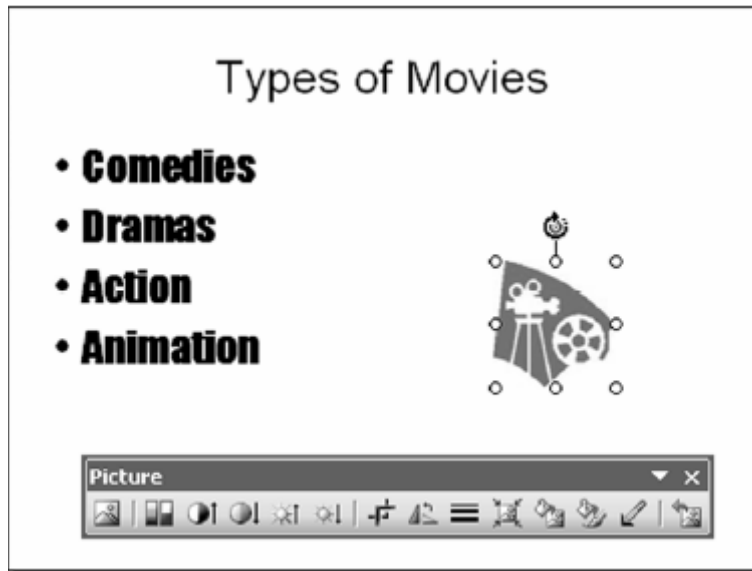 Types of Movies
• Comedies
• Dramas
• Action
• Animation
Picture